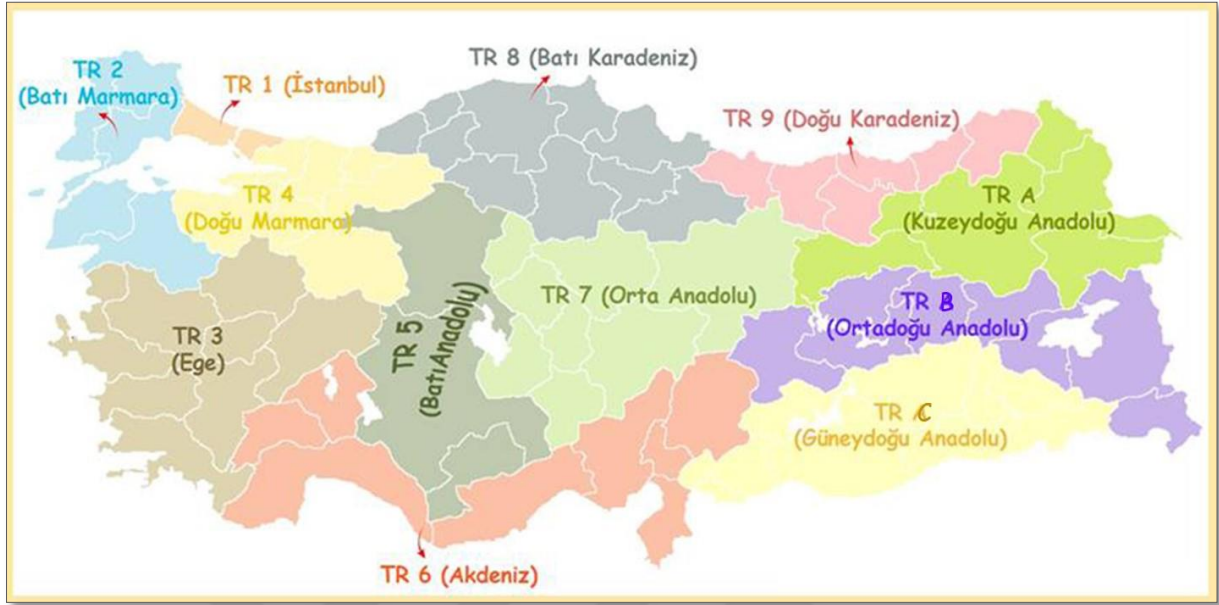 TR 8 (Batı Karadeniz)
TR 2
(Batı Marmara)
TR 1 (İstanbul)
TR 9 (Doğu Karadeniz)
TR 4
(Doğu Marmara)
TR A
(Kuzeydoğu Anadolu)
TR 7 (Orta Anadolu)
TR B
(Ortadoğu Anadolu)
TR 3
(Ege)
TR 5
(BatıAnadolu)
TR C
(Güneydoğu Anadolu)
TR 6 (Akdeniz)